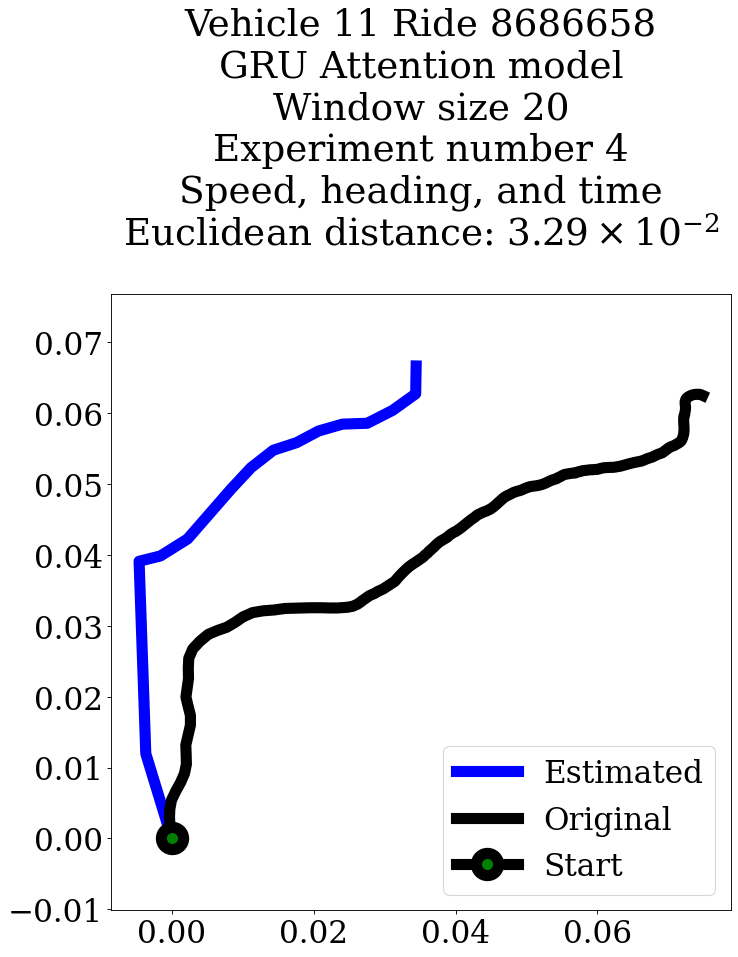 Vehicle 11 Ride 8686658
GRU Attention model
Window size 20
Experiment number 4
Speed, heading, and time
Euclidean distance: 3.29 × 10⁻²
0.07
0.06
0.05
0.04
0.03
0.02
0.01
0.00
−0.01
0.00 0.02 0.04 0.06
Estimated
Original
Start